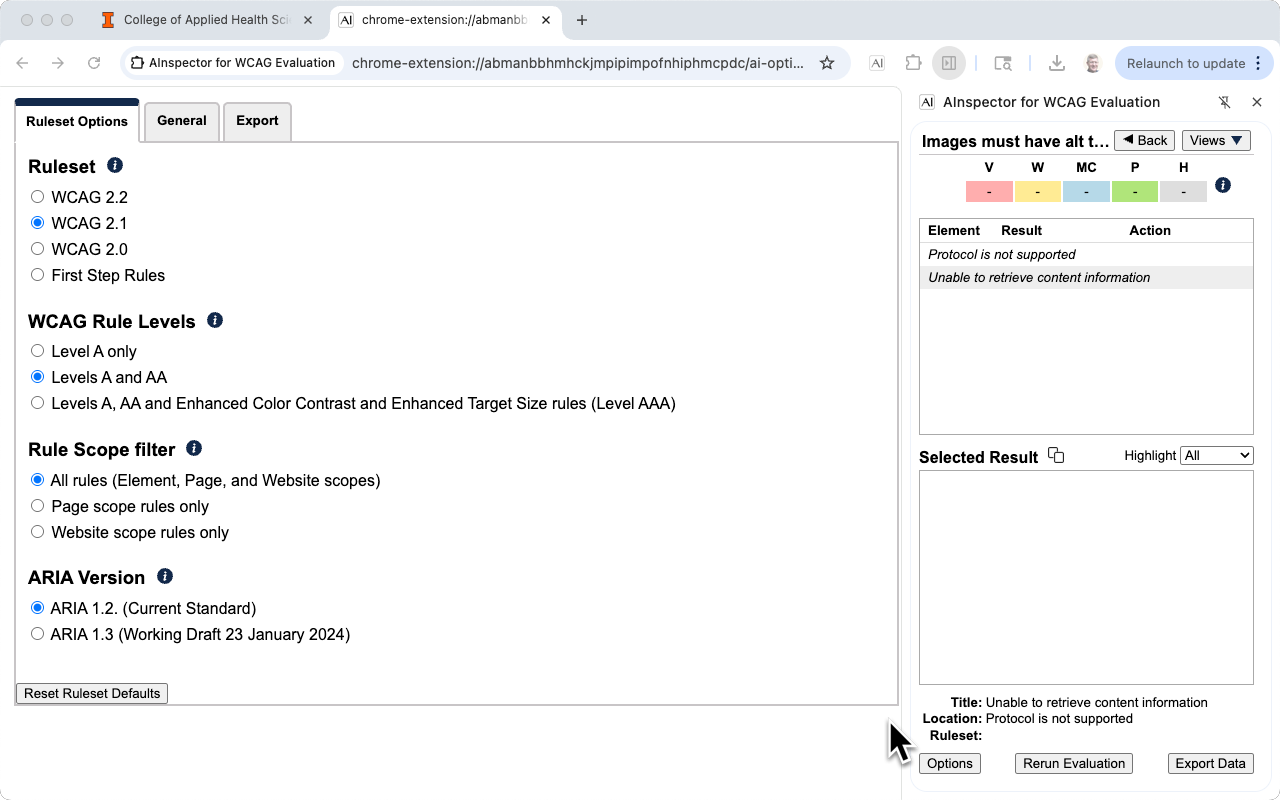 College of Applied Health Sci
AI chrome-extension://abmanbb
AInspector for WCAG Evaluation
chrome-extension://abmanbbhmhckjmpipimpofnhiphmcpdc/ai-opti...
AI
Relaunch to update
Ruleset Options
General
Export
Ruleset
WCAG 2.2
WCAG 2.1
WCAG 2.0
First Step Rules
WCAG Rule Levels
Level A only
Levels A and AA
Levels A, AA and Enhanced Color Contrast and Enhanced Target Size rules (Level AAA)
Rule Scope filter
All rules (Element, Page, and Website scopes)
Page scope rules only
Website scope rules only
ARIA Version
ARIA 1.2. (Current Standard)
ARIA 1.3 (Working Draft 23 January 2024)
Reset Ruleset Defaults
AI AInspector for WCAG Evaluation
Images must have alt t... Back Views
V W MC P H
- - - - -
Element Result Action
Protocol is not supported
Unable to retrieve content information
Selected Result Highlight All
Title: Unable to retrieve content information
Location: Protocol is not supported
Ruleset:
Options Rerun Evaluation Export Data